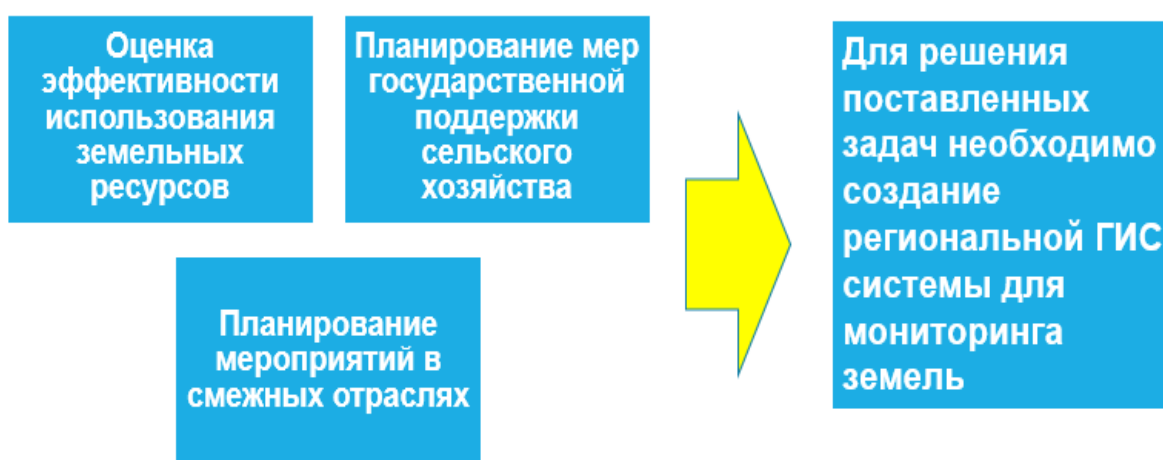 Оценка
эффективности
использования
земельных
ресурсов
Планирование мер
государственной
поддержки
сельского
хозяйства
Планирование
мероприятий в
смежных отраслях
Для решения
поставленных
задач необходимо
создание
региональной ГИС
системы для
мониторинга
земель